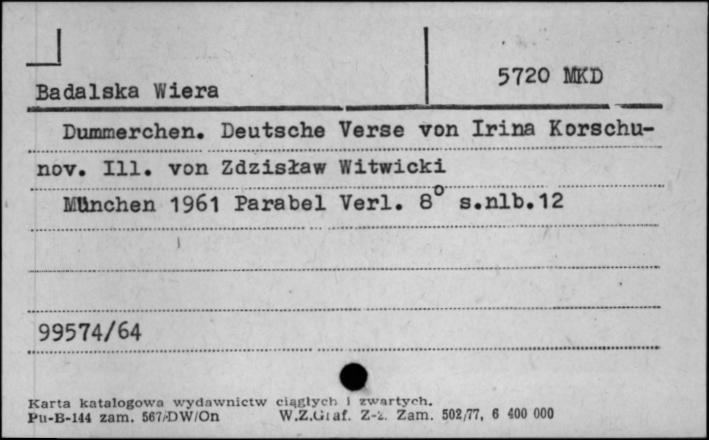 5720 MKD
Badalska Wiera
Dummerchen. Deutsche Verse von Irina Korschu-
nov. Ill. von Zdzisław Witwicki
München 1961 Parabel Verl. 8° s.nlb.12
99574/64
Karta katalogowa wydawnictw ciągłych i zwartych.
Pu-B-144 zam. 567/DW/On W.Z.Graf. Z-z. Zam. 502/77, 6 400 000